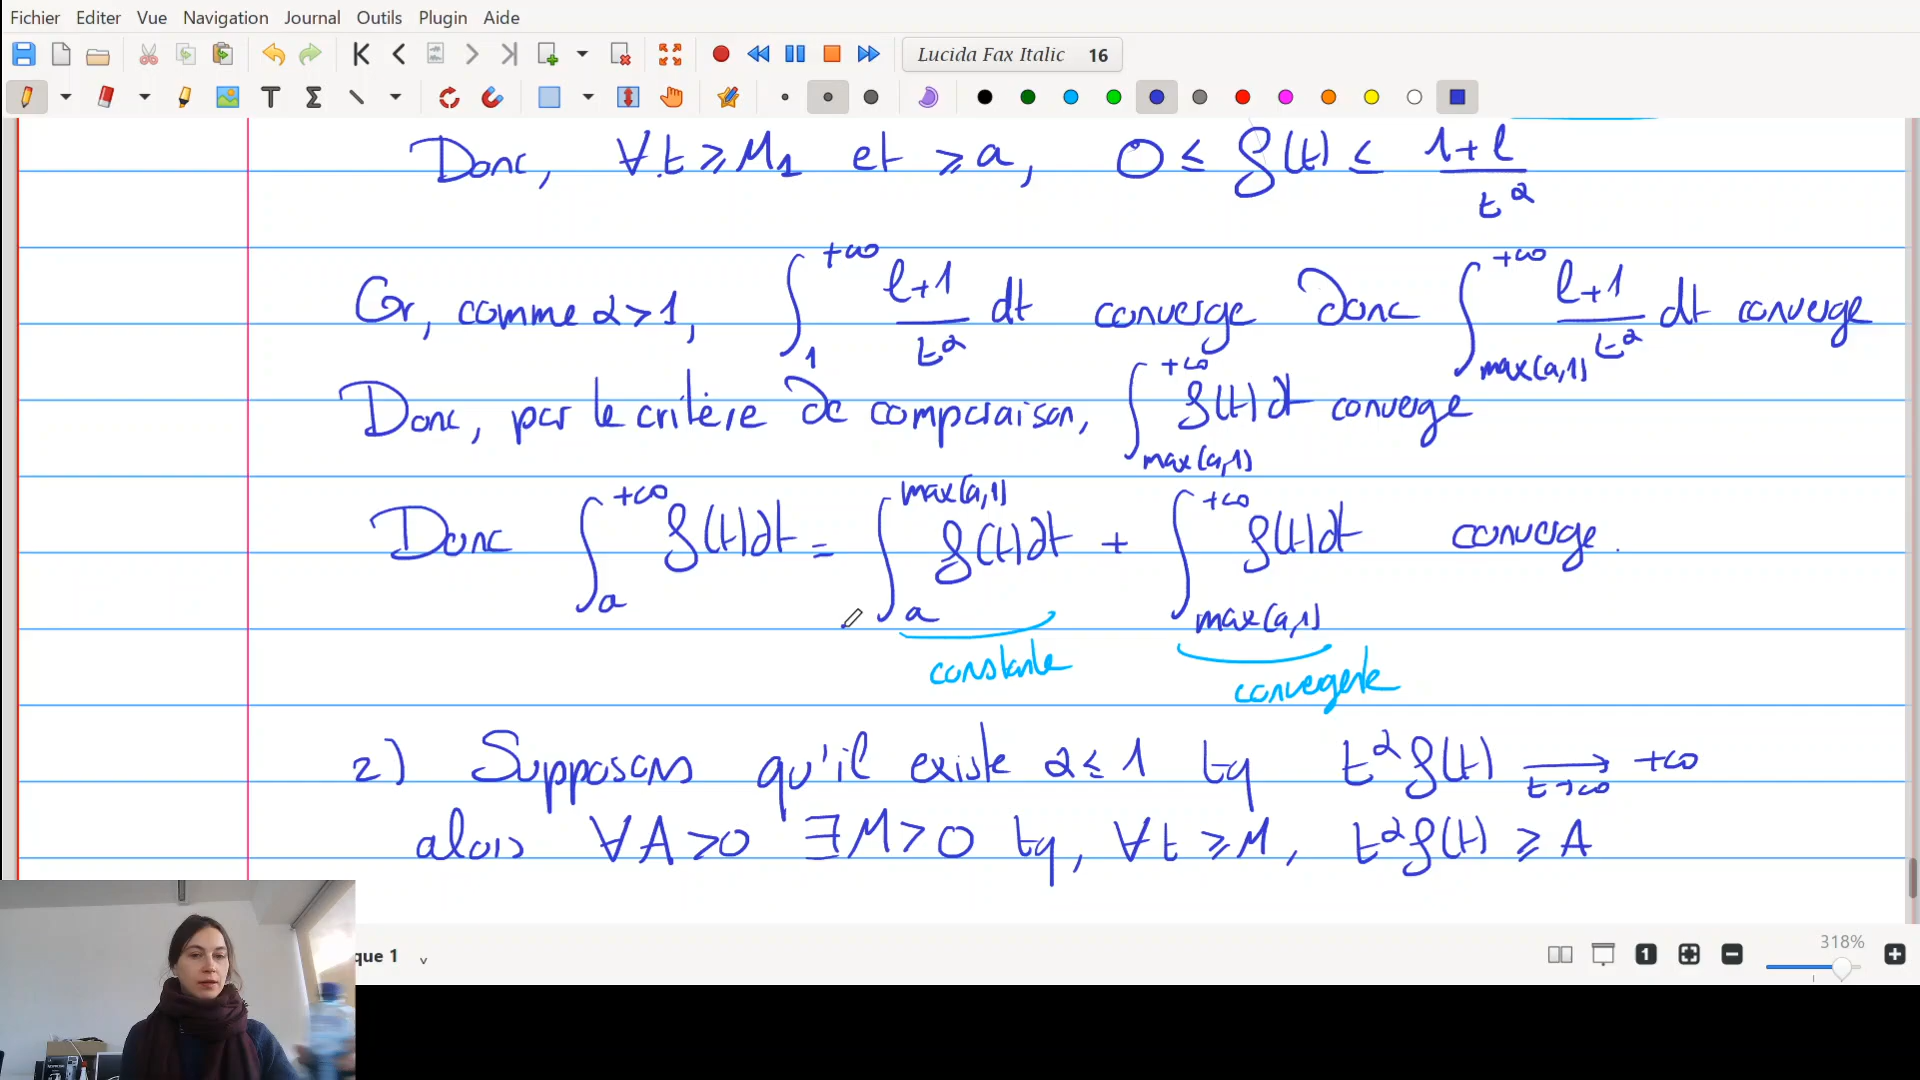 Fichier Editer Vue Navigation Journal Outils Plugin Aide
Lucida Fax Italic 16
Donc, ∀t ≥ M₁ et ≥ a, 0 ≤ f(t) ≤ (1+l)/t^α
Or, comme α > 1, ∫_1^{+∞} (l+1)/t^α dt converge donc ∫_{max(a,1)}^{+∞} (l+1)/t^α dt converge
Donc, par le critère de comparaison, ∫_{max(a,1)}^{+∞} f(t)dt converge
Donc ∫_a^{+∞} f(t)dt = ∫_a^{max(a,1)} f(t)dt + ∫_{max(a,1)}^{+∞} f(t)dt converge.
constante convergente
2) Supposons qu'il existe α ≤ 1 tq t^α f(t) →_{t→∞} +∞
alors ∀A > 0 ∃M > 0 tq, ∀t ≥ M, t^α f(t) ≥ A
que 1
1
318%